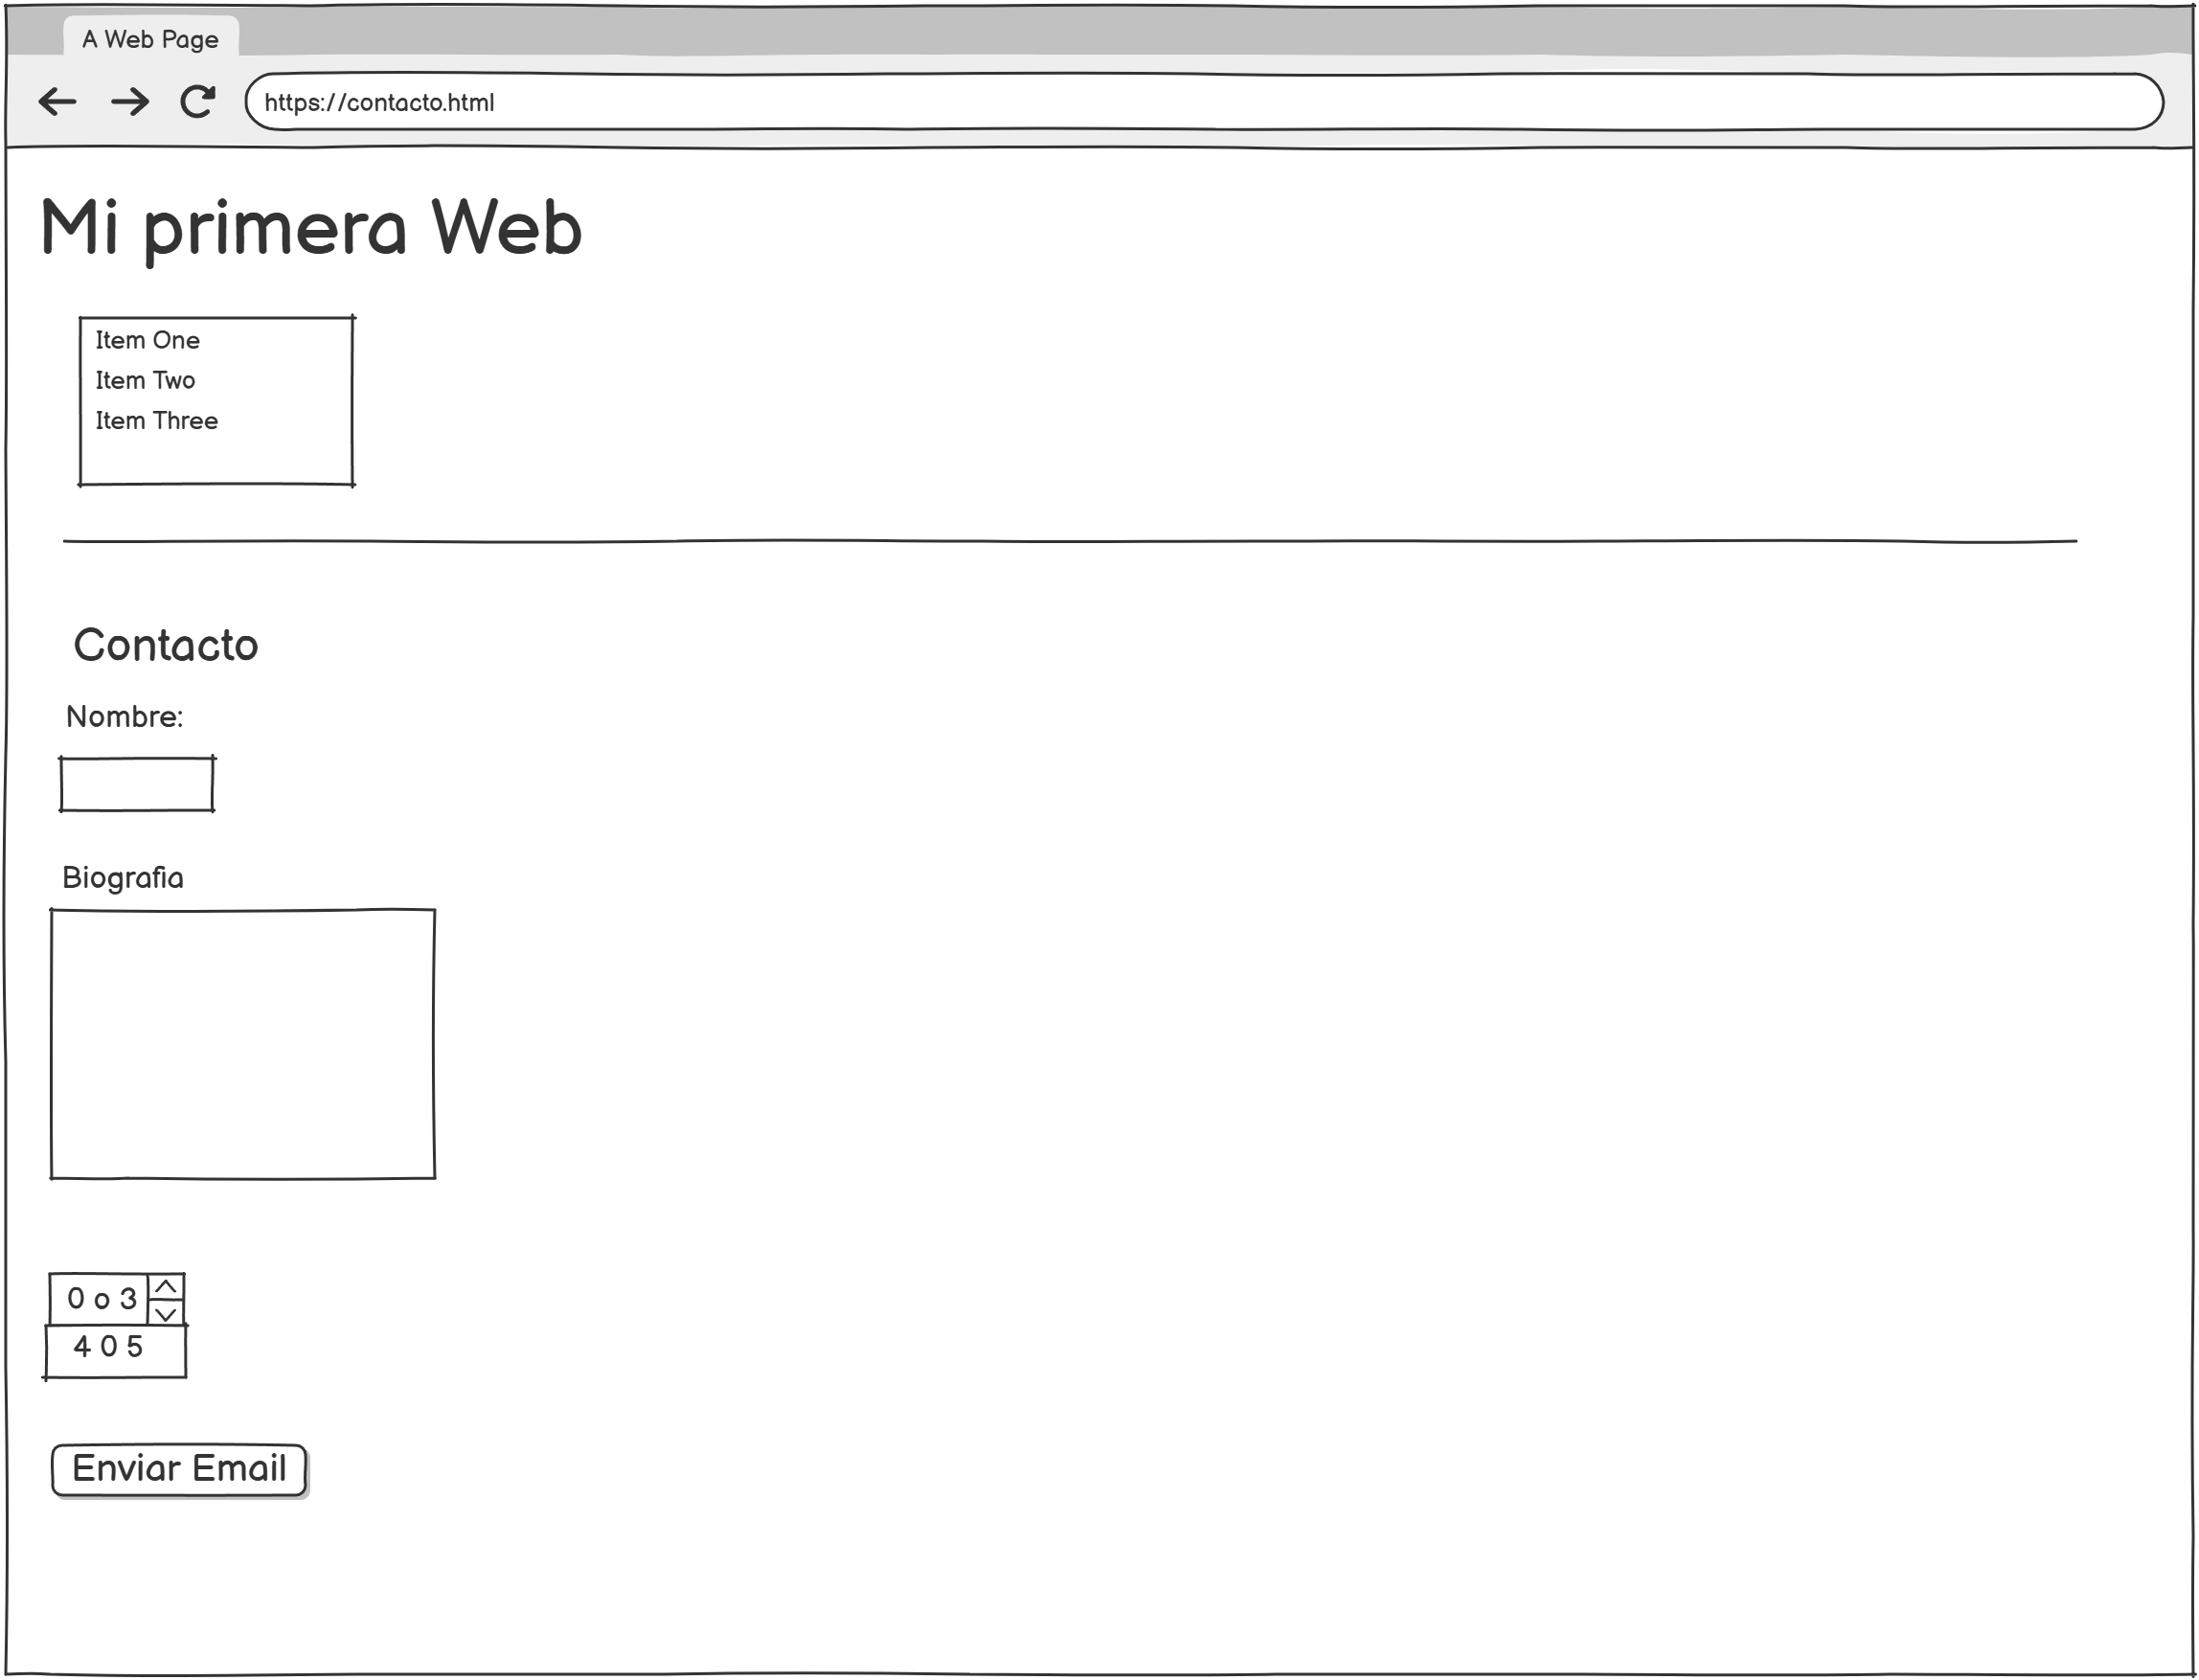 A Web Page
https://contacto.html
Mi primera Web
Item One
Item Two
Item Three
Contacto
Nombre:
Biografia
0 o 3
4 0 5
Enviar Email